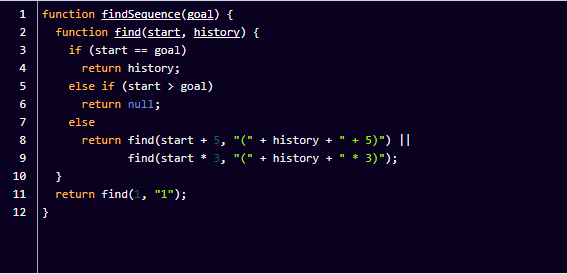 1 function findSequence(goal) {
2 function find(start, history) {
3 if (start == goal)
4 return history;
5 else if (start > goal)
6 return null;
7 else
8 return find(start + 5, "(" + history + " + 5)") ||
9 find(start * 3, "(" + history + " * 3)");
10 }
11 return find(1, "1");
12 }